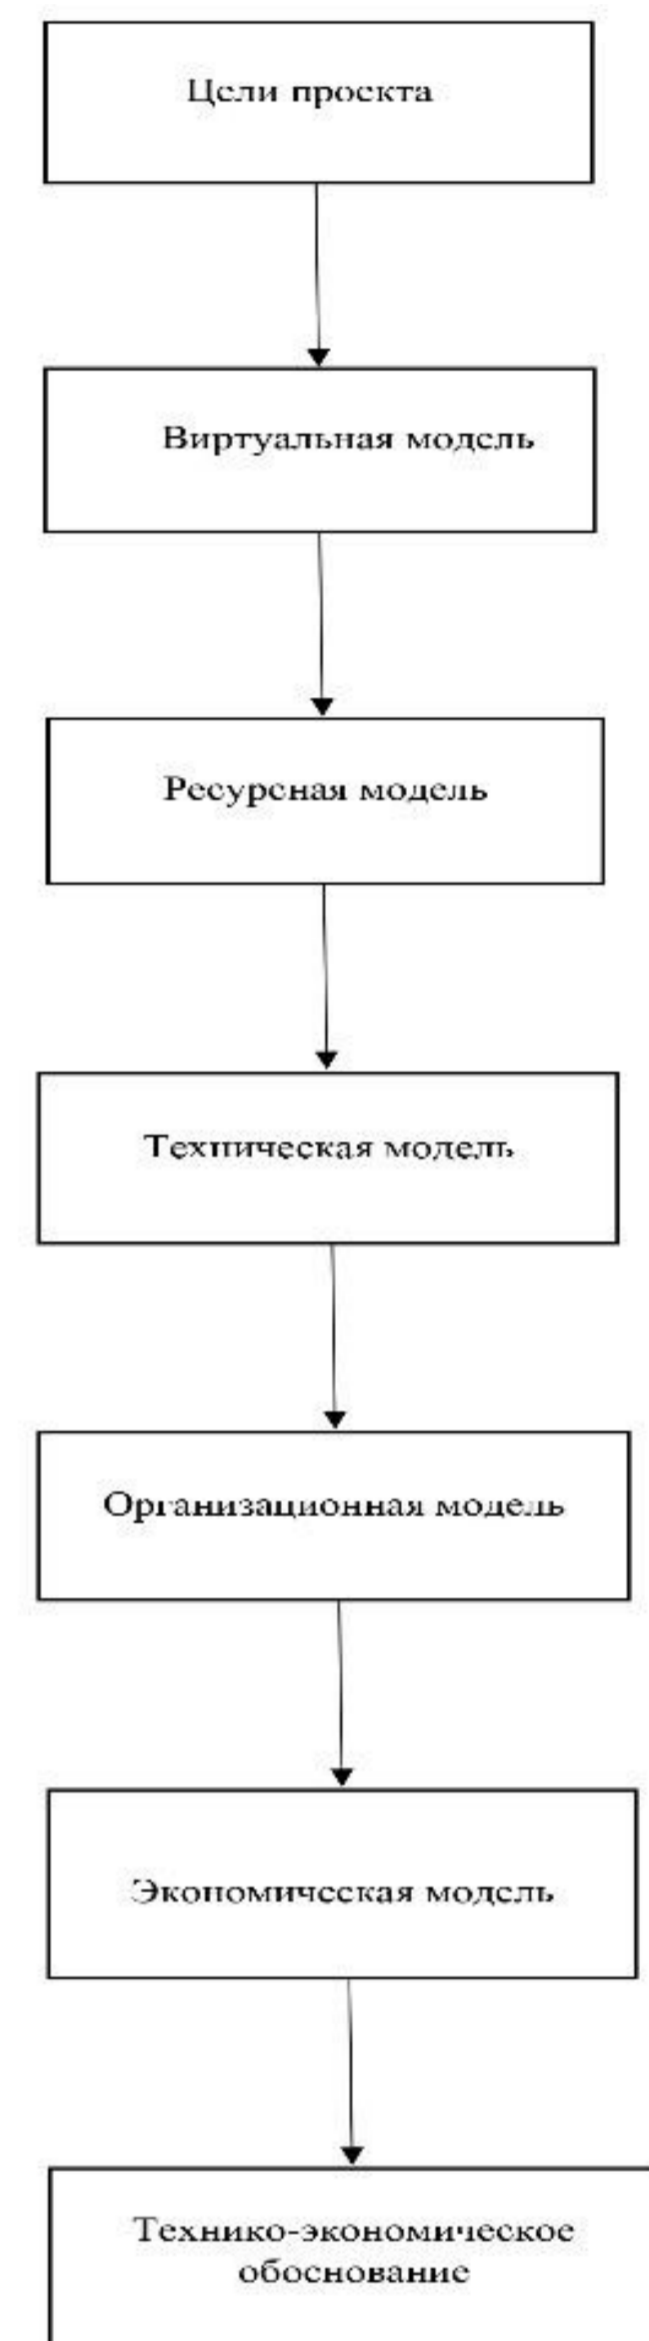 Цели проекта
Виртуальная модель
Ресурсная модель
Техническая модель
Организационная модель
Экономическая модель
Технико-экономическое
обоснование